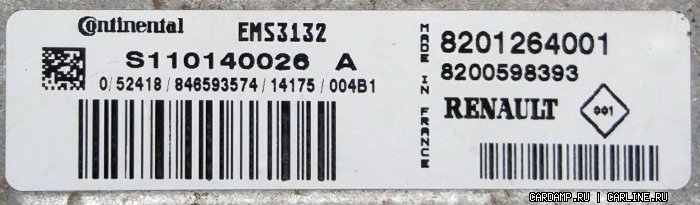 Continental EMS3132
S110140026 A
0/52418/846593574/14175/004B1
MADE IN FRANCE
8201264001
8200598393
RENAULT 001
CARDAMP.RU | CARLINE.RU